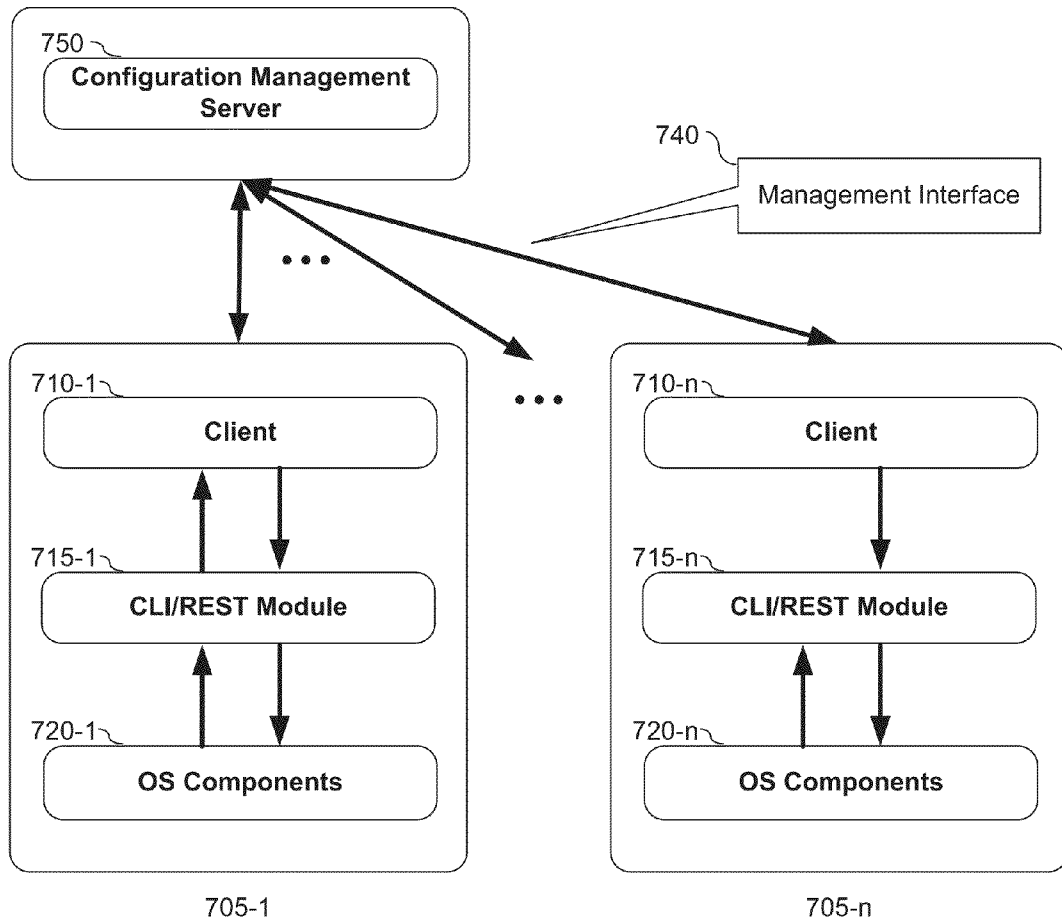 750
Configuration Management
Server
740
Management Interface
...
...
710-1
Client
715-1
CLI/REST Module
720-1
OS Components
705-1
710-n
Client
715-n
CLI/REST Module
720-n
OS Components
705-n